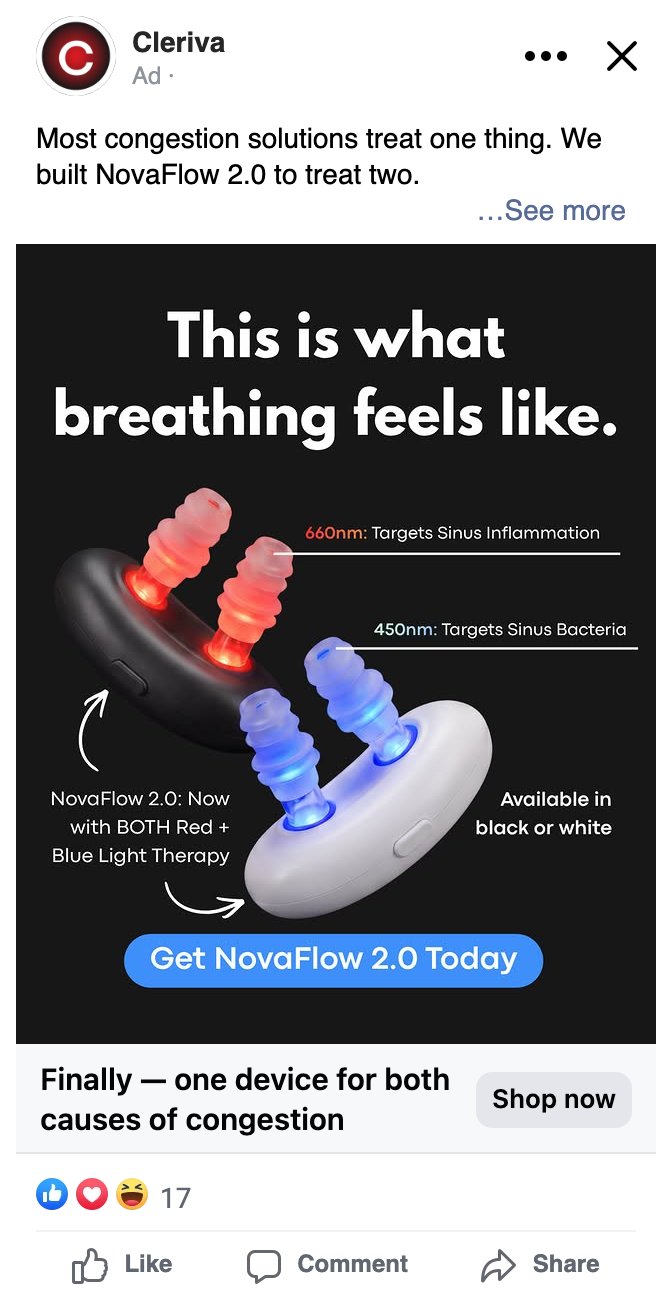 C
Cleriva
Ad ·
Most congestion solutions treat one thing. We
built NovaFlow 2.0 to treat two.
...See more
This is what
breathing feels like.
660nm: Targets Sinus Inflammation
450nm: Targets Sinus Bacteria
NovaFlow 2.0: Now
with BOTH Red +
Blue Light Therapy
Available in
black or white
Get NovaFlow 2.0 Today
Finally — one device for both
causes of congestion
Shop now
17
Like
Comment
Share